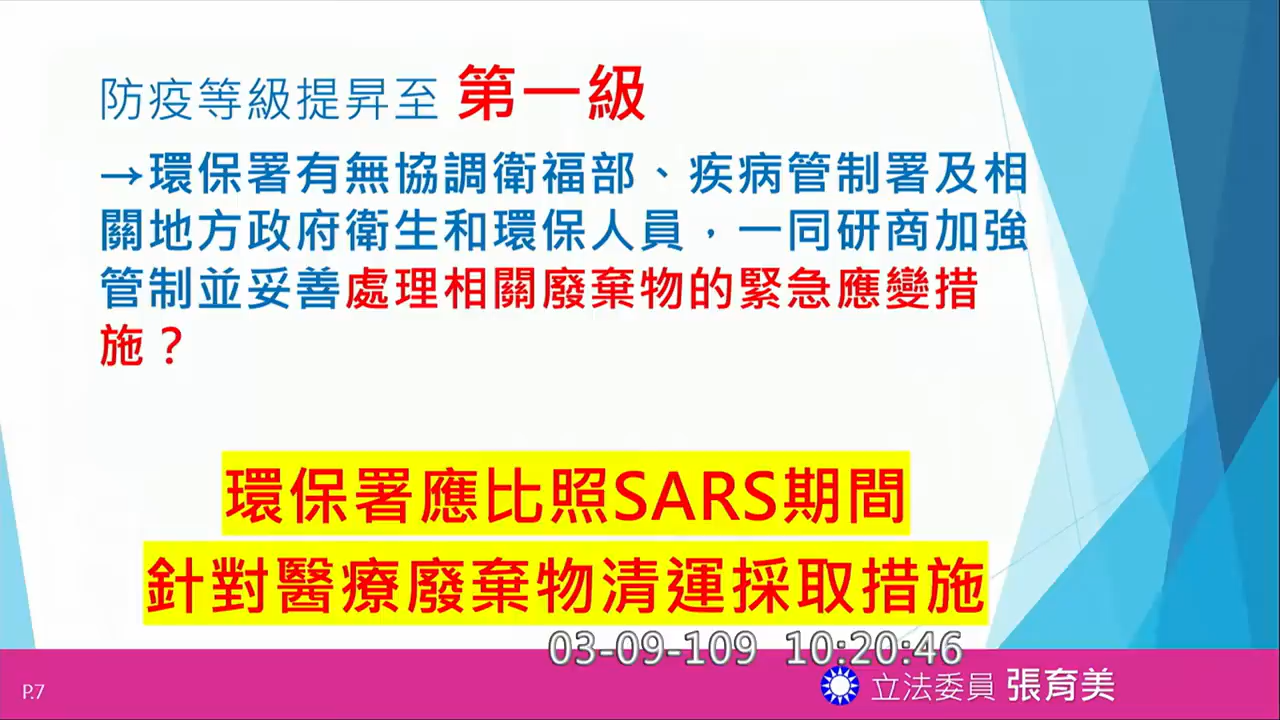 防疫等級提昇至 第一級
→環保署有無協調衛福部、疾病管制署及相
關地方政府衛生和環保人員，一同研商加強
管制並妥善處理相關廢棄物的緊急應變措
施？
環保署應比照SARS期間
針對醫療廢棄物清運採取措施
03-09-109 10:20:46
P.7
立法委員 張育美